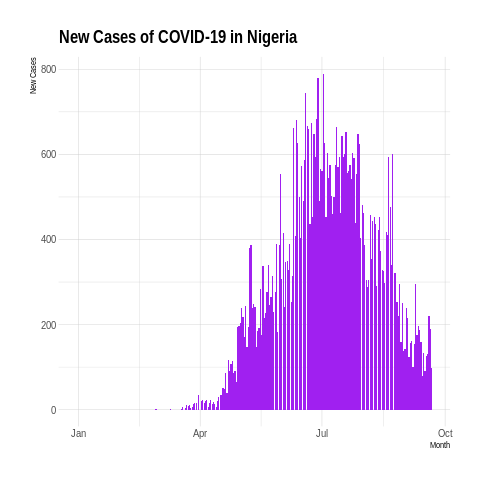 New Cases of COVID-19 in Nigeria
New Cases
800
600
400
200
0
Jan Apr Jul Oct
Month